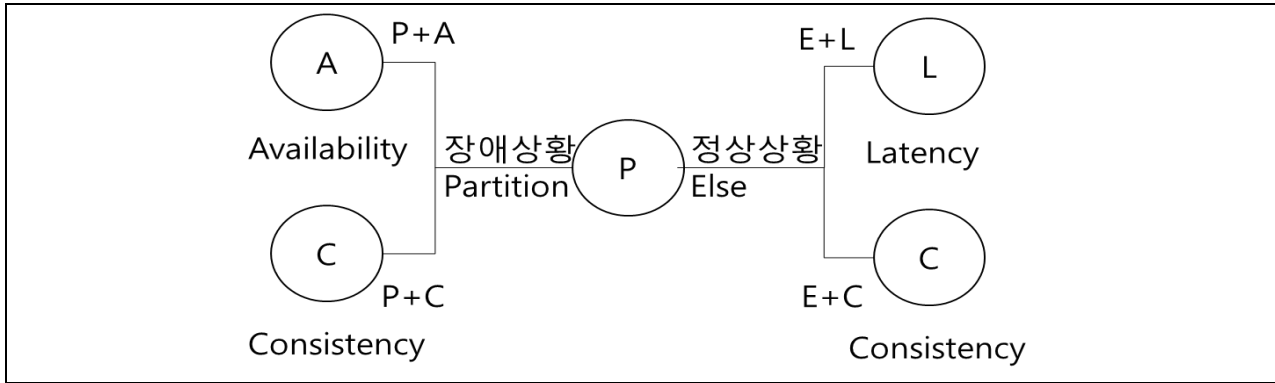 P+A
A
Availability
장애상황
Partition
C
P+C
Consistency
P
정상상황
Else
E+L
L
Latency
C
E+C
Consistency